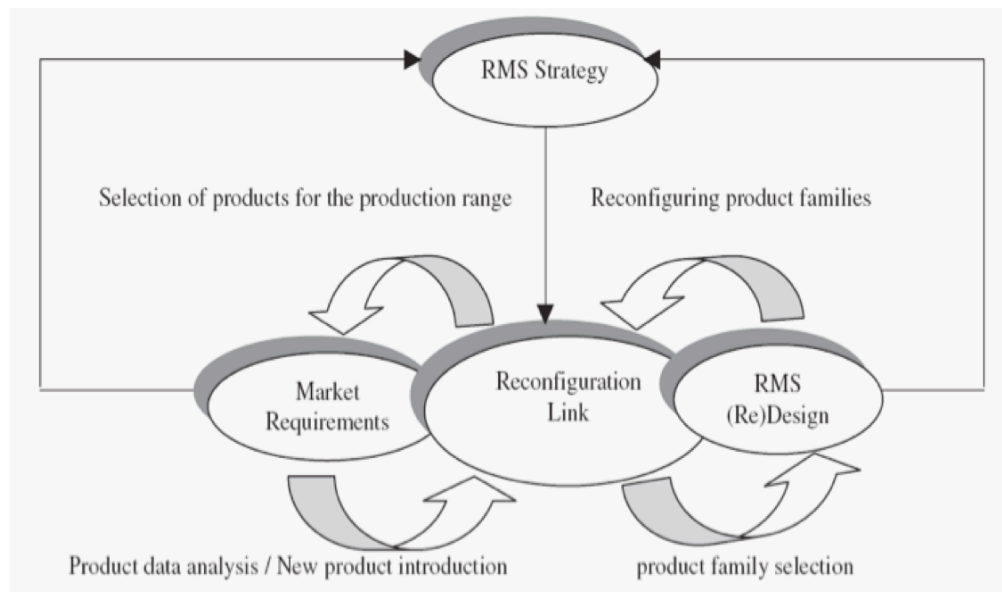 RMS Strategy
Selection of products for the production range
Reconfiguring product families
Market
Requirements
Reconfiguration
Link
RMS
(Re)Design
Product data analysis / New product introduction
product family selection